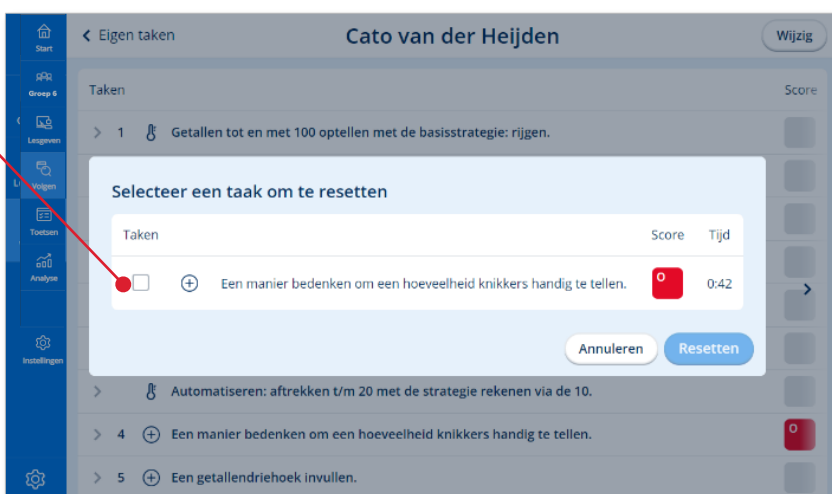 Start
Groep 6
Lesgeven
Volgen
Toetsen
Analyse
Instellingen
Eigen taken
Cato van der Heijden
Wijzig
Taken
Score
1 Getallen tot en met 100 optellen met de basisstrategie: rijgen.
Selecteer een taak om te resetten
Taken Score Tijd
Een manier bedenken om een hoeveelheid knikkers handig te tellen. O 0:42
Annuleren Resetten
Automatiseren: aftrekken t/m 20 met de strategie rekenen via de 10.
4 Een manier bedenken om een hoeveelheid knikkers handig te tellen. O
5 Een getallendriehoek invullen.